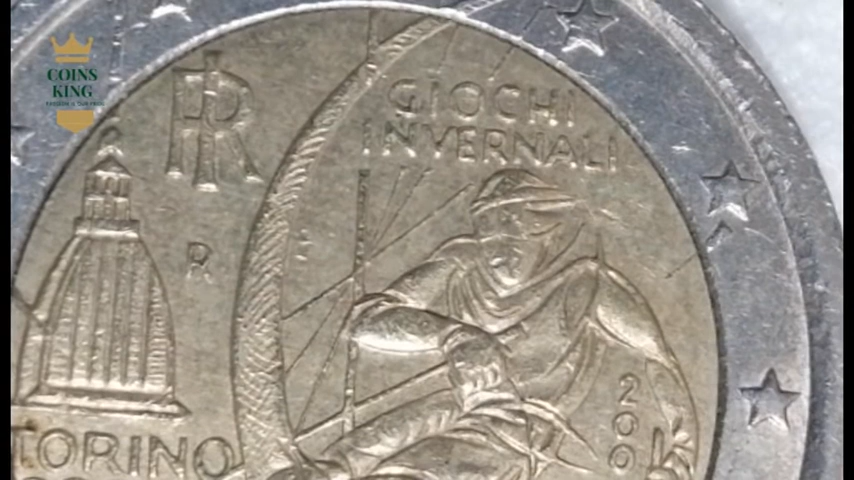 COINS
KING
RI
GIOCHI
INVERNALI
R
TORINO
200